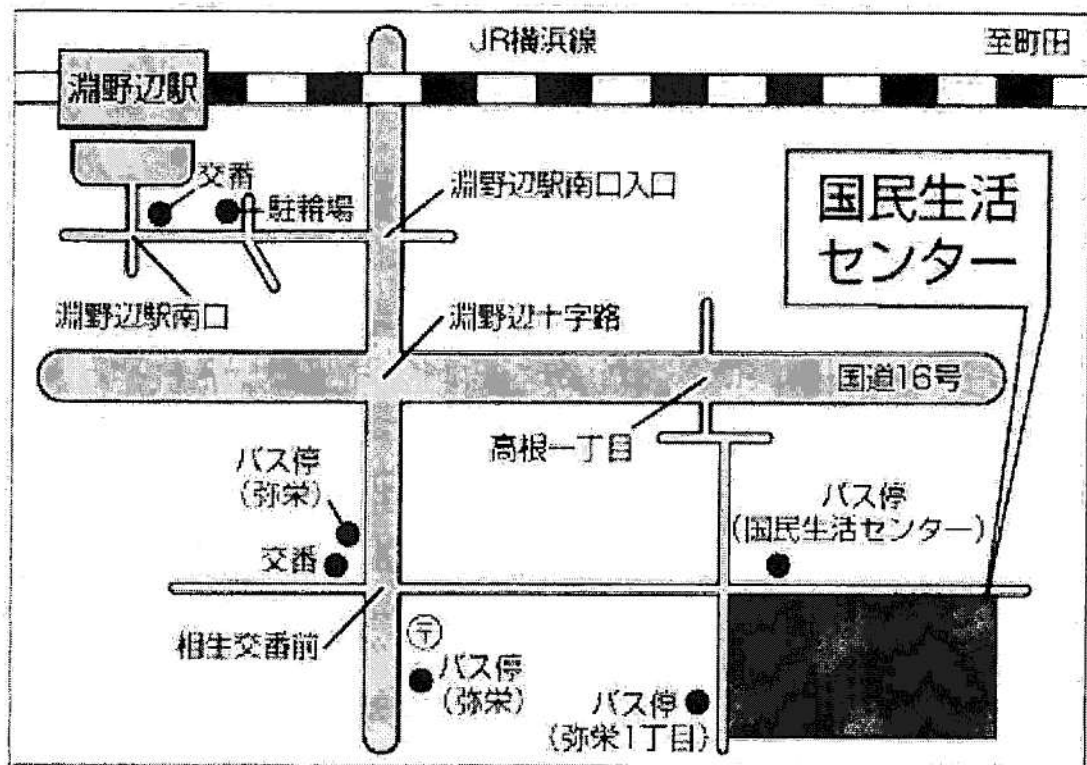 JR横浜線
至町田
淵野辺駅
交番
駐輪場
淵野辺駅南口入口
国民生活
センター
淵野辺駅南口
淵野辺十字路
国道16号
高根一丁目
バス停
(弥栄)
交番
バス停
(国民生活センター)
相生交番前
〒
バス停
(弥栄)
バス停
(弥栄1丁目)